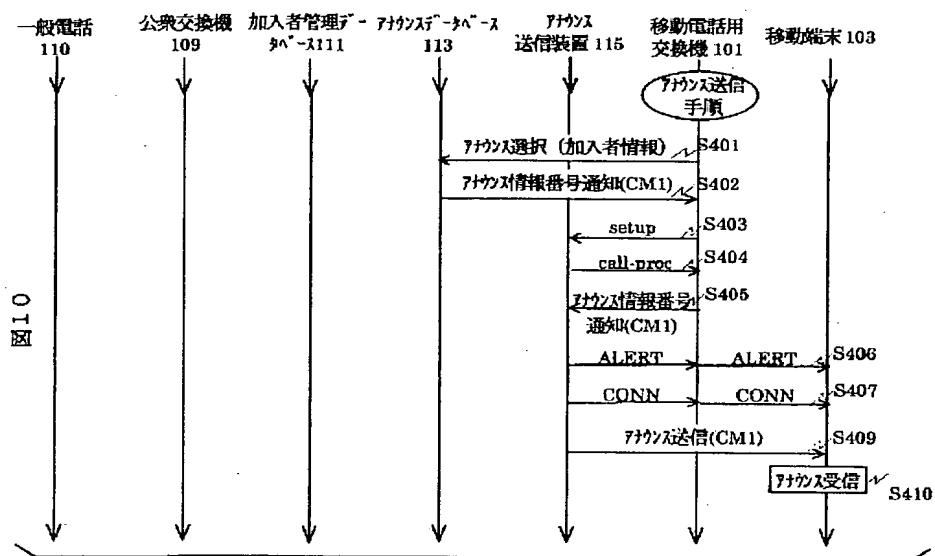 一般電話
110
公衆交換機
109
加入者管理デー
タベース111
アナウンスデータベース
113
アナウンス
送信装置 115
移動電話用
交換機 101
移動端末 103
アナウンス送信
手順
アナウンス選択 (加入者情報)
S401
アナウンス情報番号通知(CM1)
S402
setup
S403
call-proc
S404
アナウンス情報番号
通知(CM1)
S405
ALERT
ALERT
S406
CONN
CONN
S407
アナウンス送信(CM1)
S409
アナウンス受信
S410
図10